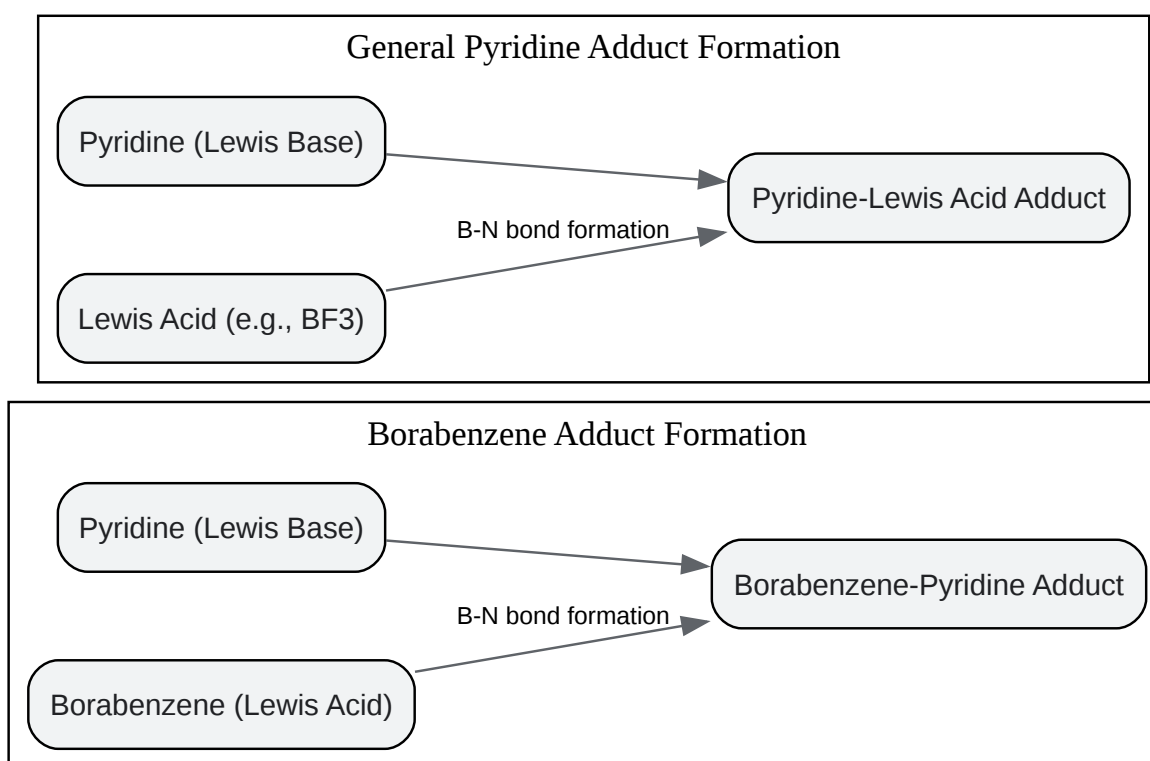 General Pyridine Adduct Formation
Pyridine (Lewis Base)
Pyridine-Lewis Acid Adduct
B-N bond formation
Lewis Acid (e.g., BF3)
Borabenzene Adduct Formation
Pyridine (Lewis Base)
Borabenzene-Pyridine Adduct
B-N bond formation
Borabenzene (Lewis Acid)